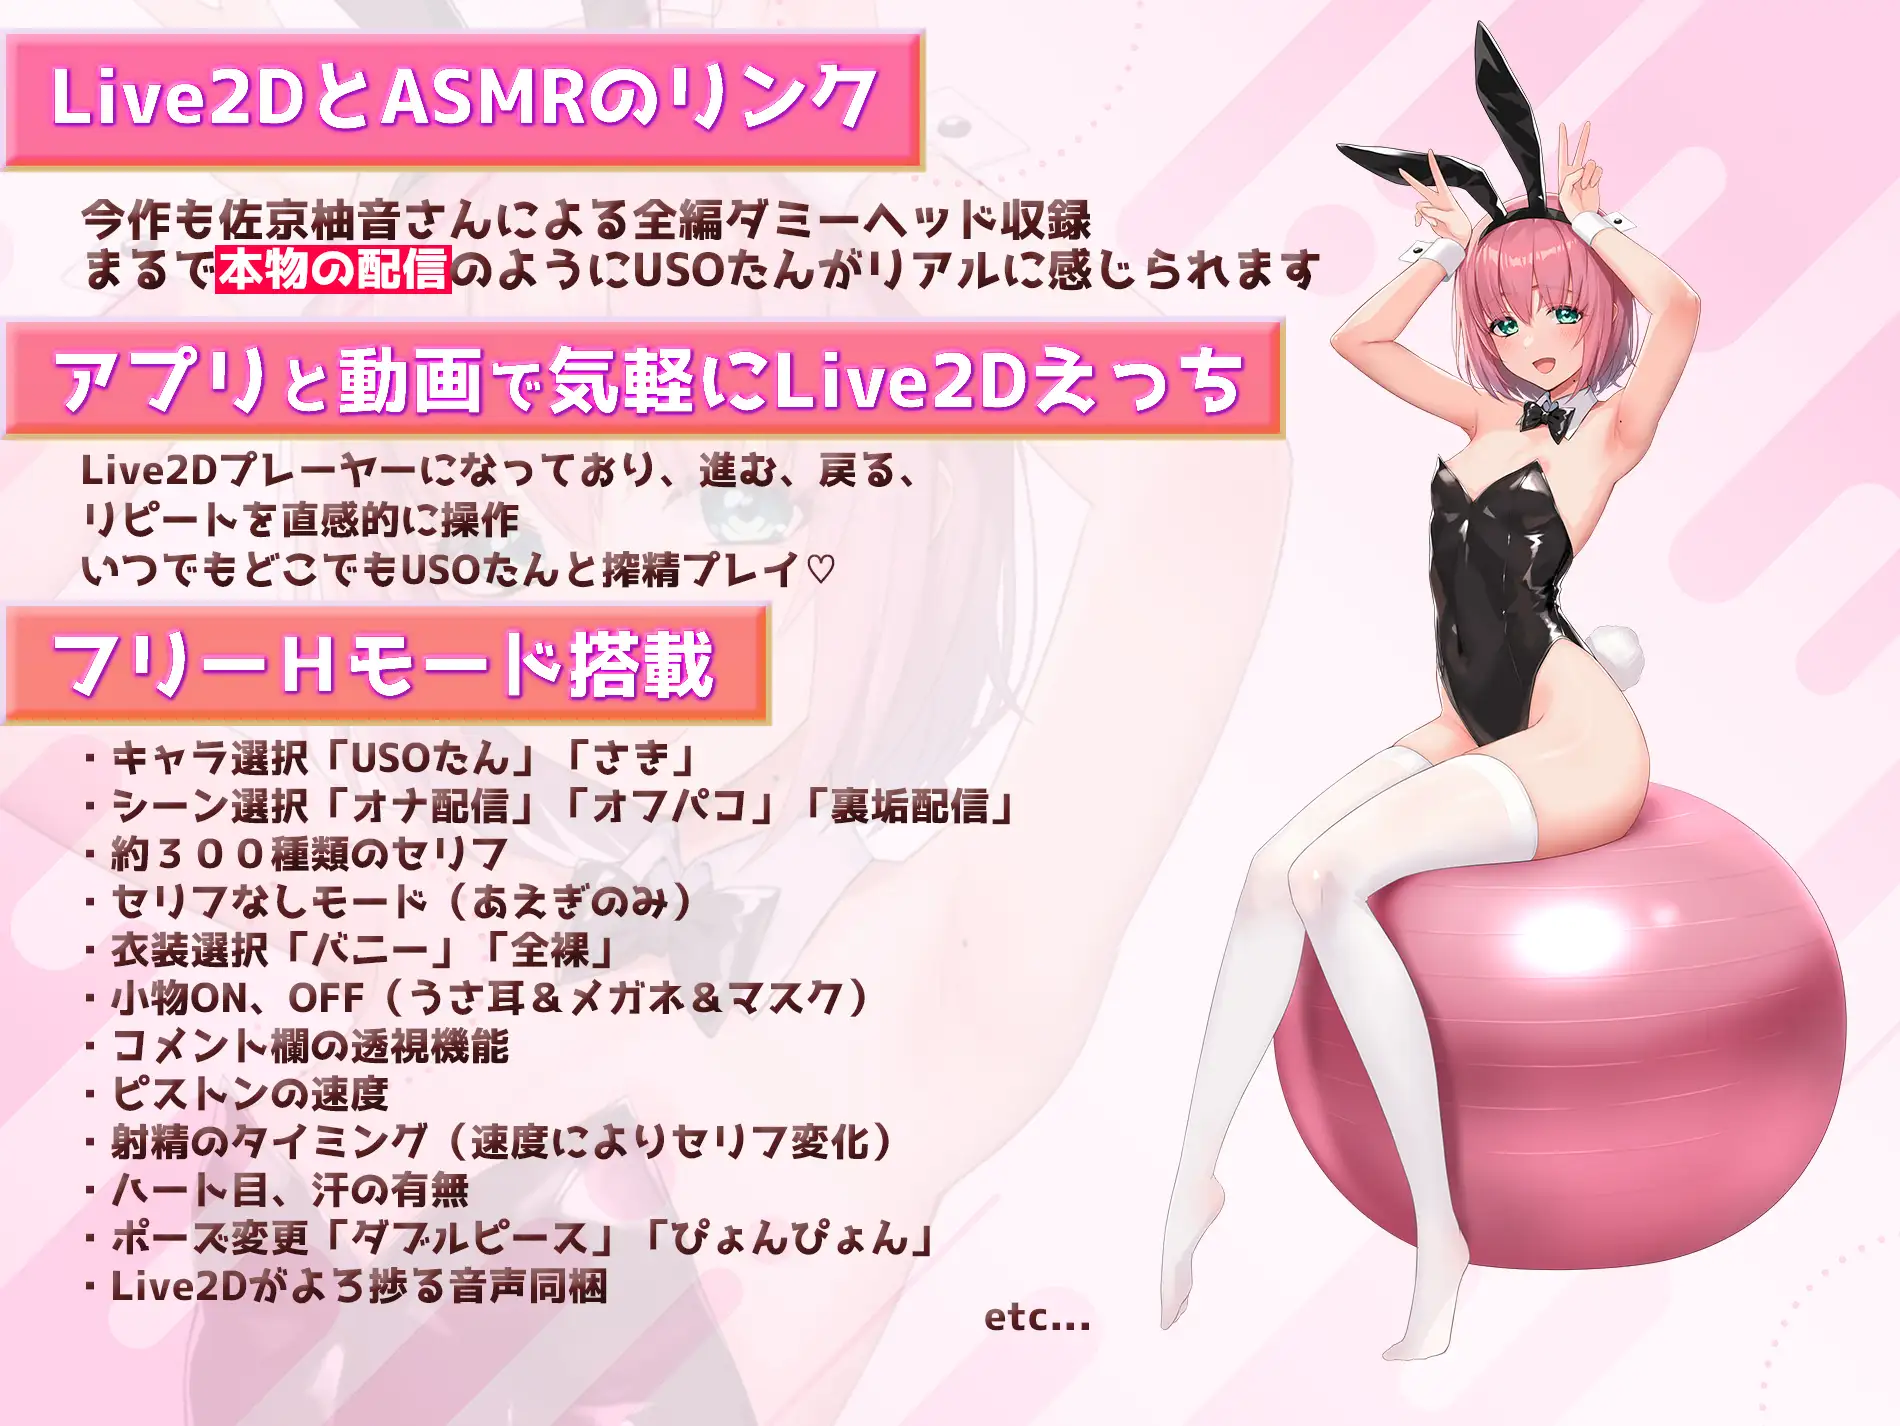 Live2DとASMRのリンク
今作も佐京柚音さんによる全編ダミーヘッド収録
まるで本物の配信のようにUSOたんがリアルに感じられます
アプリと動画で気軽にLive2Dえっち
Live2Dプレーヤーになっており、進む、戻る、
リピートを直感的に操作
いつでもどこでもUSOたんと搾精プレイ♡
フリーHモード搭載
・キャラ選択「USOたん」「さき」
・シーン選択「オナ配信」「オフパコ」「裏垢配信」
・約３００種類のセリフ
・セリフなしモード（あえぎのみ）
・衣装選択「バニー」「全裸」
・小物ON、OFF（うさ耳＆メガネ＆マスク）
・コメント欄の透視機能
・ピストンの速度
・射精のタイミング（速度によりセリフ変化）
・ハート目、汗の有無
・ポーズ変更「ダブルピース」「ぴょんぴょん」
・Live2Dがよろ捗る音声同梱
etc...